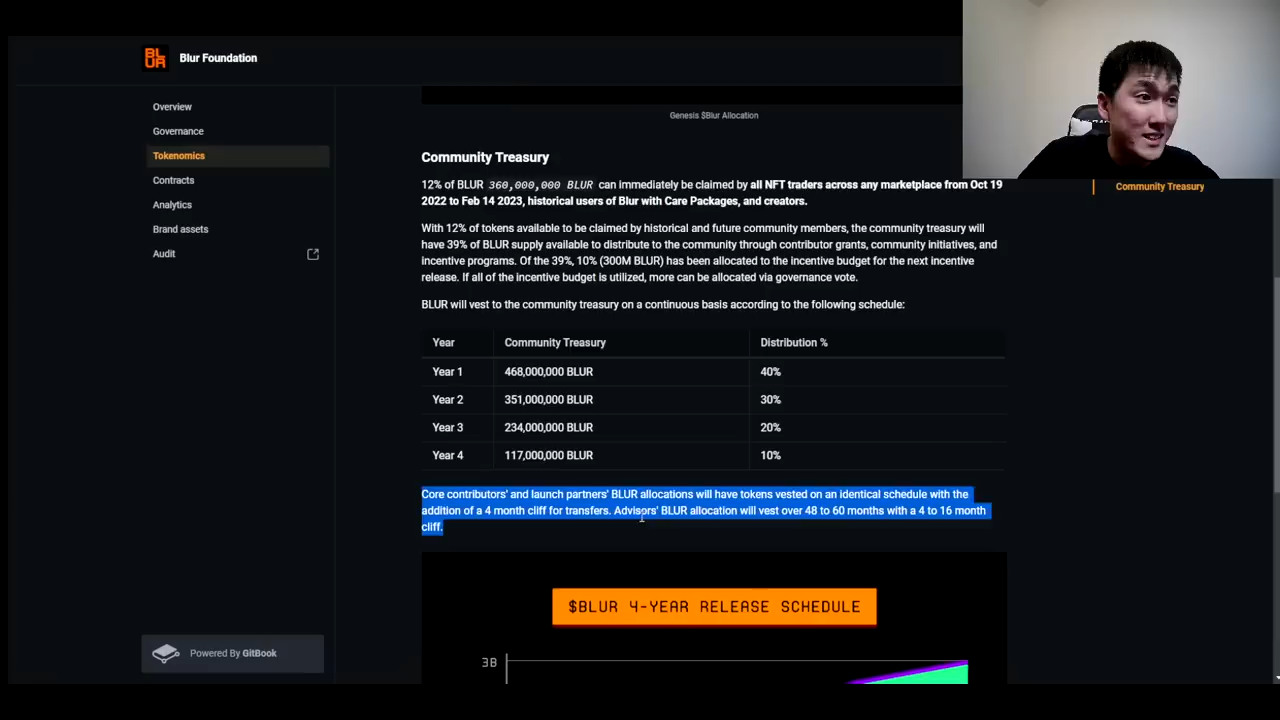 BLUR
Blur Foundation
Overview
Governance
Tokenomics
Contracts
Analytics
Brand assets
Audit
Powered By GitBook
Genesis $Blur Allocation
Community Treasury
12% of BLUR 360,000,000 BLUR can immediately be claimed by all NFT traders across any marketplace from Oct 19
2022 to Feb 14 2023, historical users of Blur with Care Packages, and creators.
With 12% of tokens available to be claimed by historical and future community members, the community treasury will
have 39% of BLUR supply available to distribute to the community through contributor grants, community initiatives, and
incentive programs. Of the 39%, 10% (300M BLUR) has been allocated to the incentive budget for the next incentive
release. If all of the incentive budget is utilized, more can be allocated via governance vote.
BLUR will vest to the community treasury on a continuous basis according to the following schedule:
Year Community Treasury Distribution %
Year 1 468,000,000 BLUR 40%
Year 2 351,000,000 BLUR 30%
Year 3 234,000,000 BLUR 20%
Year 4 117,000,000 BLUR 10%
Core contributors' and launch partners' BLUR allocations will have tokens vested on an identical schedule with the
addition of a 4 month cliff for transfers. Advisors' BLUR allocation will vest over 48 to 60 months with a 4 to 16 month
cliff.
$BLUR 4-YEAR RELEASE SCHEDULE
3B
Community Treasury